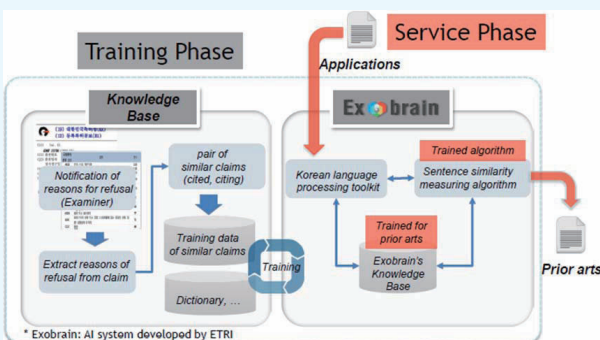 Training Phase
Service Phase
Applications
Knowledge
Base
Exobrain
Notification of
reasons for refusal
(Examiner)
Extract reasons of
refusal from claim
pair of
similar claims
(cited, citing)
Training data
of similar claims
Dictionary, …
Training
Korean language
processing toolkit
Trained algorithm
Sentence similarity
measuring algorithm
Trained for
prior arts
Exobrain's
Knowledge
Base
Prior arts
* Exobrain: AI system developed by ETRI